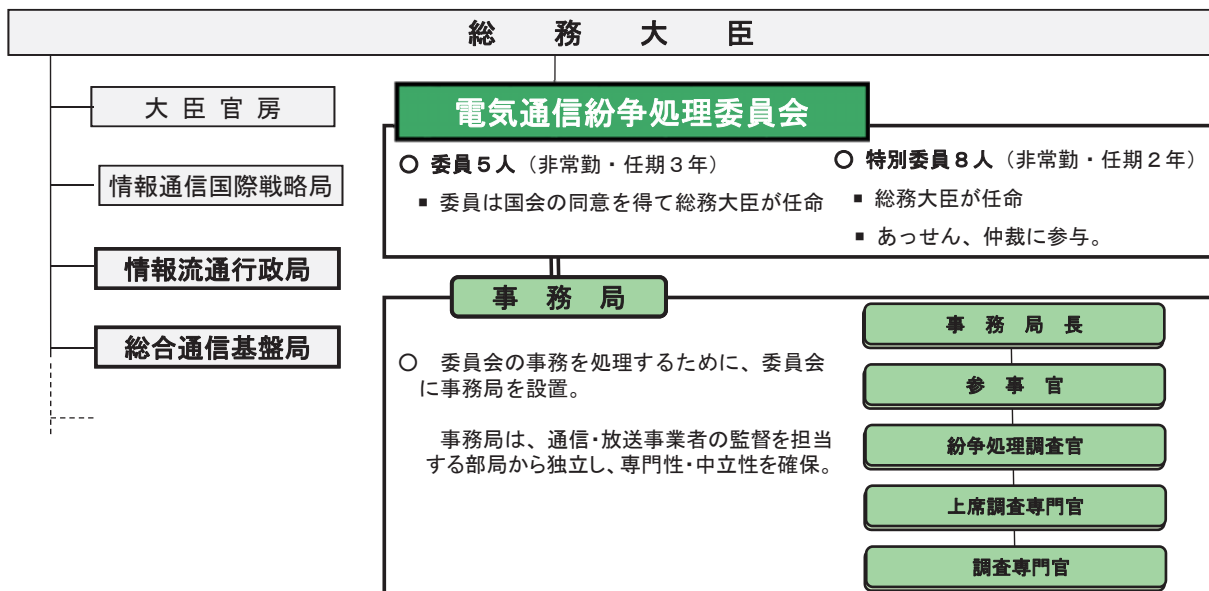 総務大臣
大臣官房
情報通信国際戦略局
情報流通行政局
総合通信基盤局
電気通信紛争処理委員会
○ 委員5人（非常勤・任期3年）
■ 委員は国会の同意を得て総務大臣が任命
○ 特別委員8人（非常勤・任期2年）
■ 総務大臣が任命
■ あっせん、仲裁に参与。
事務局
○ 委員会の事務を処理するために、委員会
に事務局を設置。
事務局は、通信・放送事業者の監督を担当
する部局から独立し、専門性・中立性を確保。
事務局長
参事官
紛争処理調査官
上席調査専門官
調査専門官